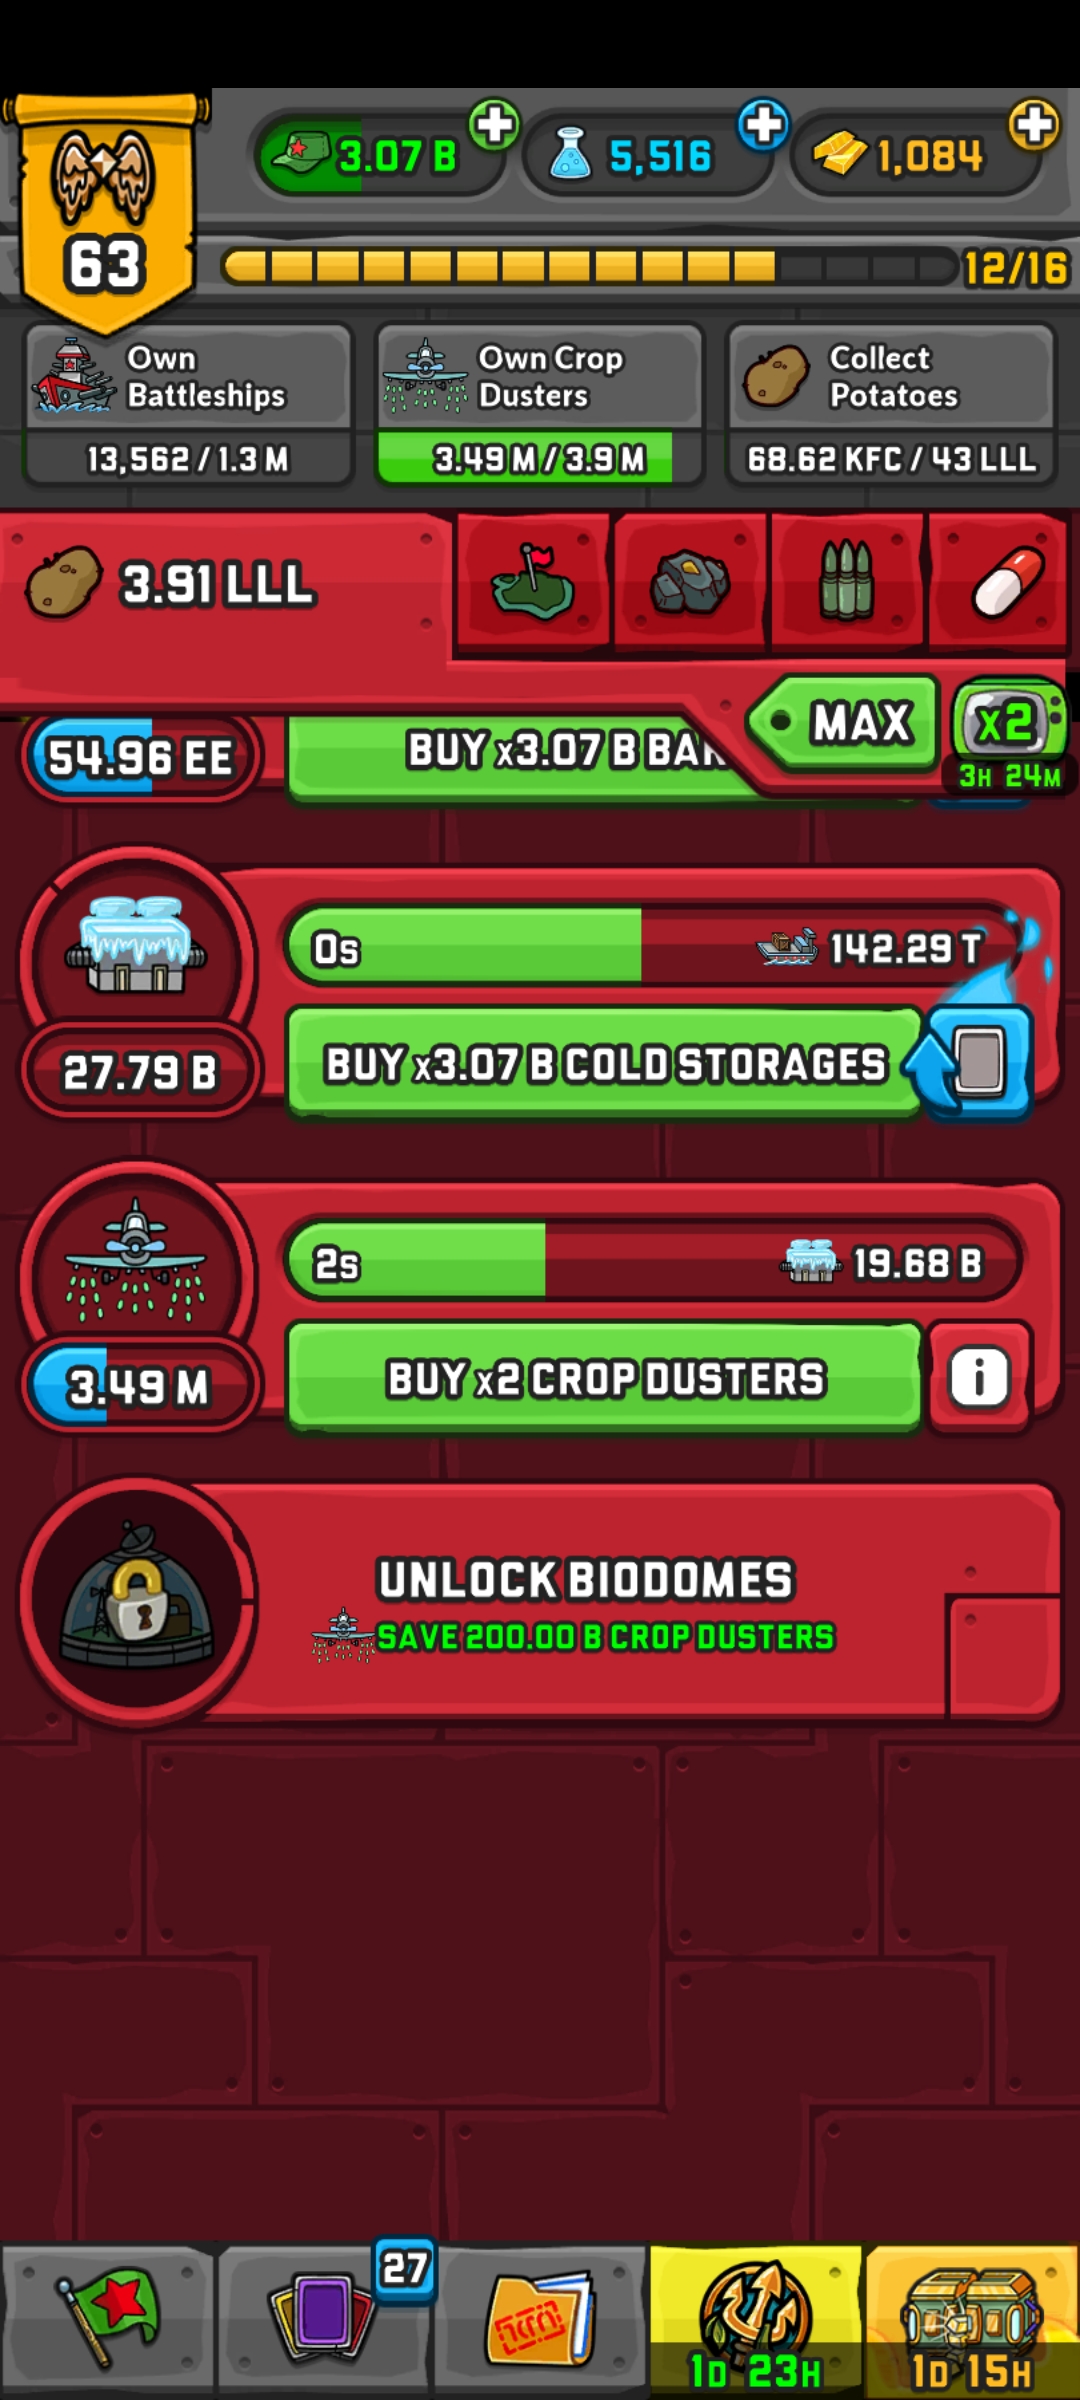 63
3.07 B
5,516
1,084
12/16
Own
Battleships
13,562 / 1.3 M
Own Crop
Dusters
3.49 M / 3.9 M
Collect
Potatoes
68.62 KFC / 43 LLL
3.91 LLL
MAX
X2
3H 24M
54.96 EE
BUY x3.07 B
0s
142.29 T
27.79 B
BUY x3.07 B COLD STORAGES
2s
19.68 B
3.49 M
BUY x2 CROP DUSTERS
i
UNLOCK BIODOMES
SAVE 200.00 B CROP DUSTERS
27
1D 23H
1D 15H